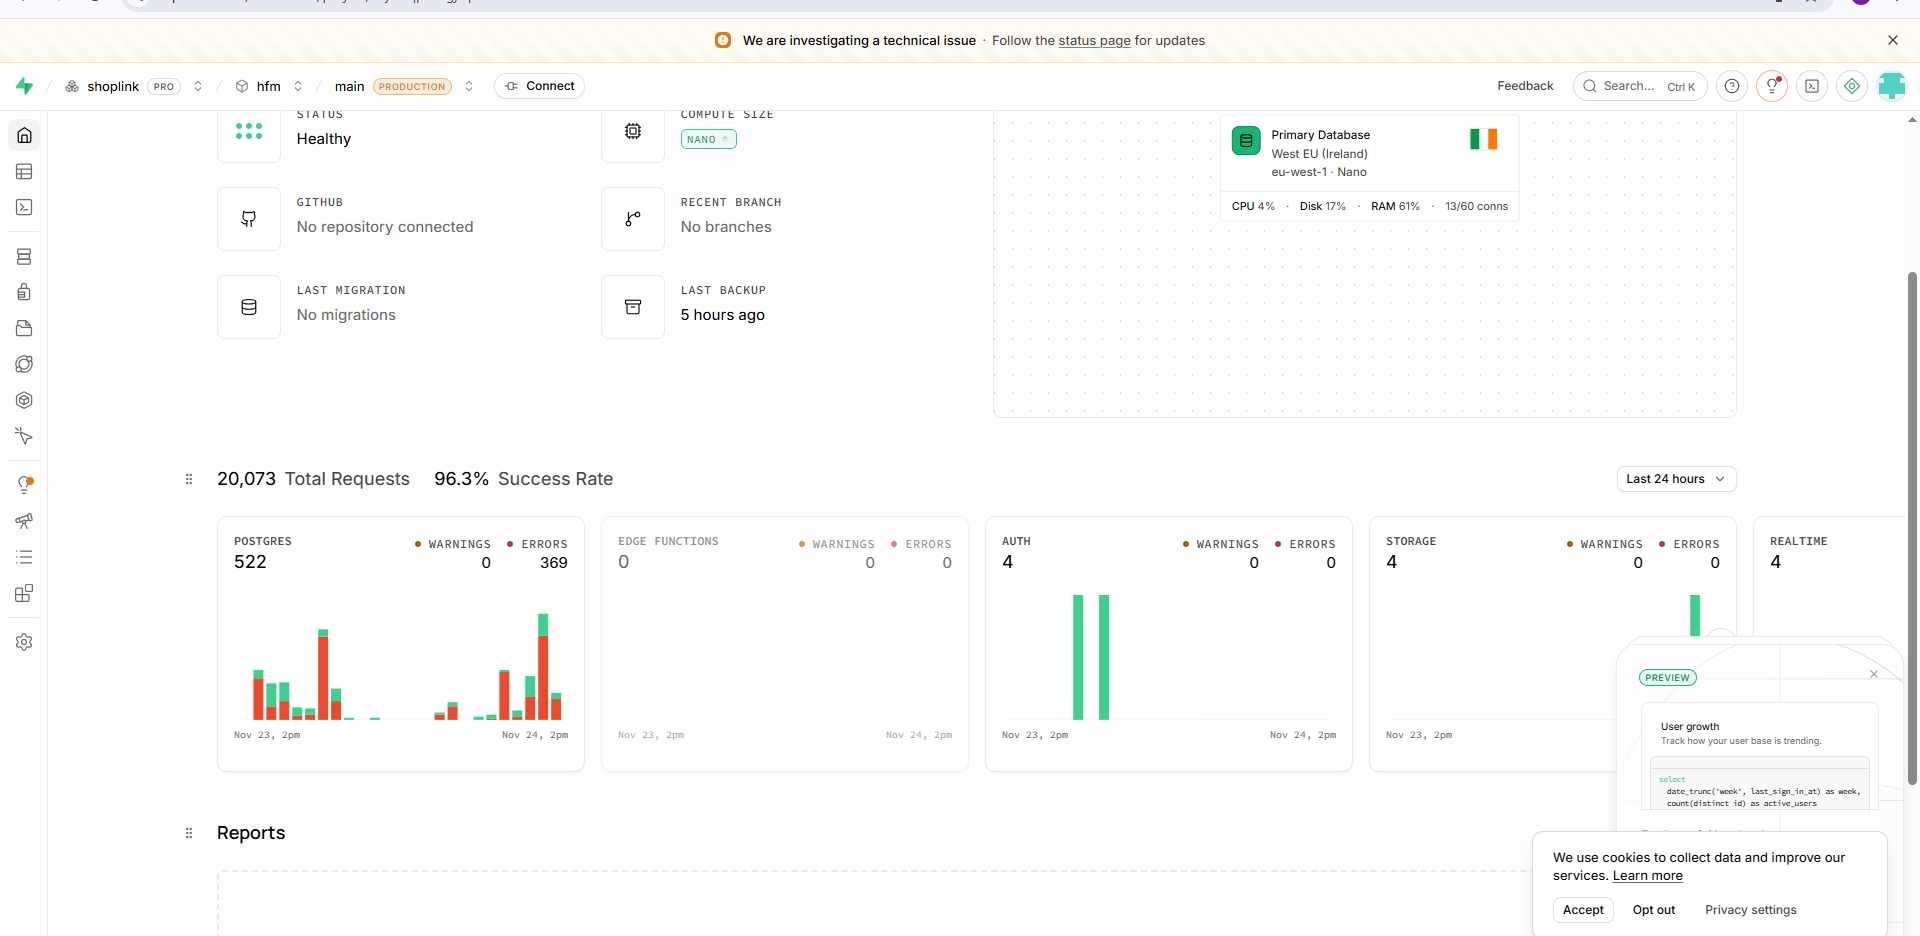 We are investigating a technical issue · Follow the status page for updates
shoplink PRO / hfm / main PRODUCTION Connect
Feedback Search... Ctrl K
STATUS
Healthy
COMPUTE SIZE
NANO
GITHUB
No repository connected
RECENT BRANCH
No branches
LAST MIGRATION
No migrations
LAST BACKUP
5 hours ago
Primary Database
West EU (Ireland)
eu-west-1 · Nano
CPU 4% · Disk 17% · RAM 61% · 13/60 conns
20,073 Total Requests 96.3% Success Rate
Last 24 hours
POSTGRES WARNINGS ERRORS
522 0 369
Nov 23, 2pm Nov 24, 2pm
EDGE FUNCTIONS WARNINGS ERRORS
0 0 0
Nov 23, 2pm Nov 24, 2pm
AUTH WARNINGS ERRORS
4 0 0
Nov 23, 2pm Nov 24, 2pm
STORAGE WARNINGS ERRORS
4 0 0
Nov 23, 2pm
REALTIME
4
PREVIEW
User growth
Track how your user base is trending.
select
date_trunc('week', last_sign_in_at) as week,
count(distinct id) as active_users
Reports
We use cookies to collect data and improve our
services. Learn more
Accept Opt out Privacy settings